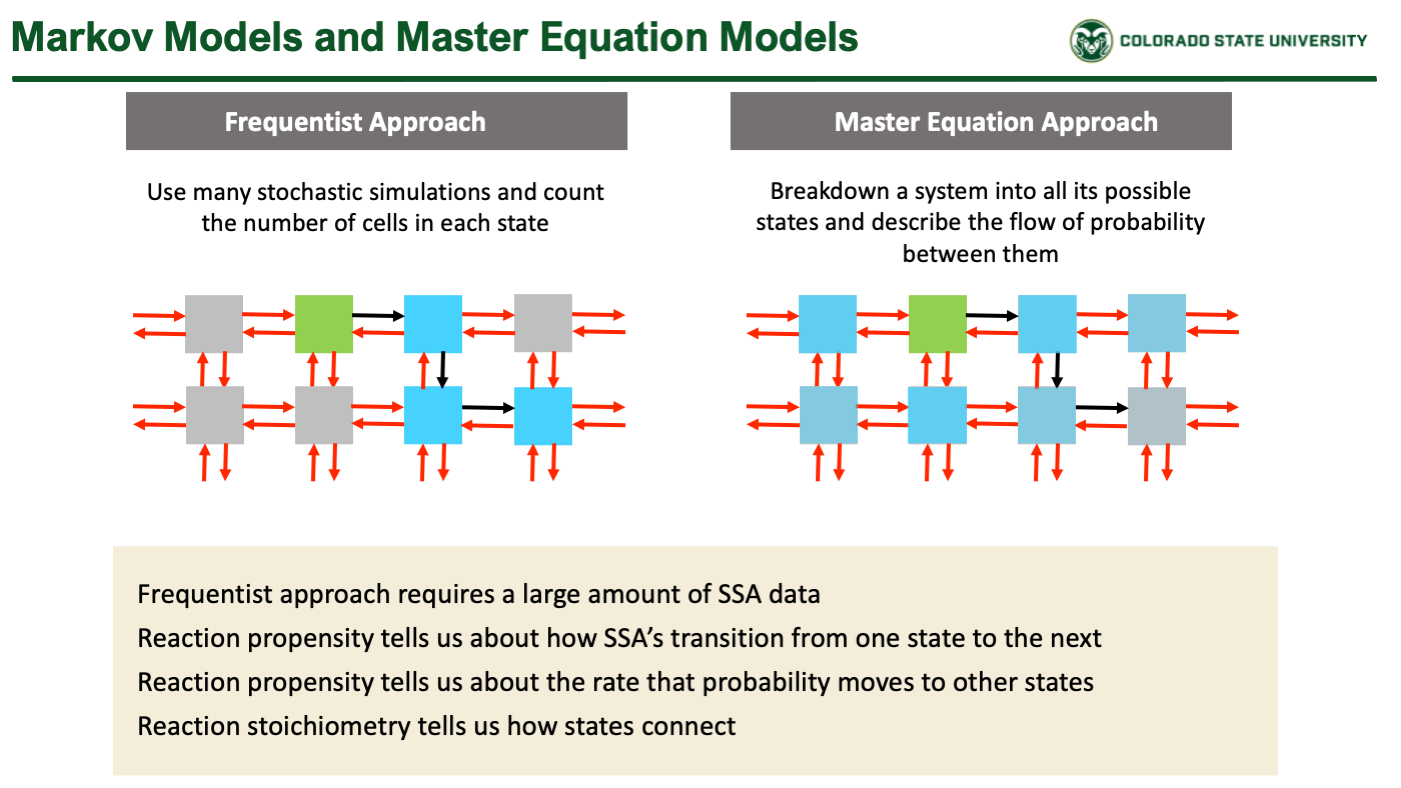 Markov Models and Master Equation Models
COLORADO STATE UNIVERSITY
Frequentist Approach
Use many stochastic simulations and count
the number of cells in each state
Master Equation Approach
Breakdown a system into all its possible
states and describe the flow of probability
between them
Frequentist approach requires a large amount of SSA data
Reaction propensity tells us about how SSA’s transition from one state to the next
Reaction propensity tells us about the rate that probability moves to other states
Reaction stoichiometry tells us how states connect